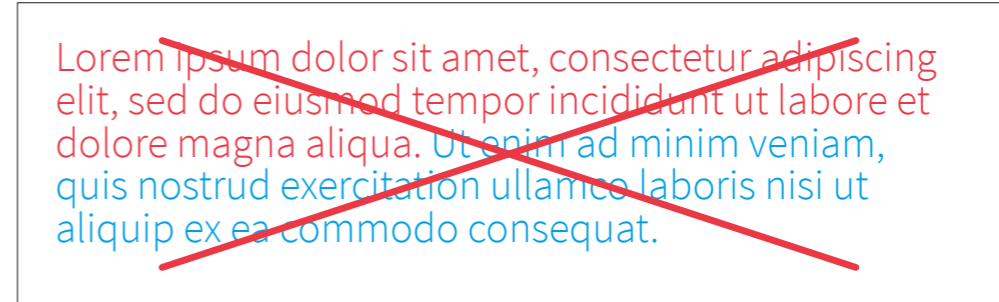 Lorem ipsum dolor sit amet, consectetur adipiscing
elit, sed do eiusmod tempor incididunt ut labore et
dolore magna aliqua. Ut enim ad minim veniam,
quis nostrud exercitation ullamco laboris nisi ut
aliquip ex ea commodo consequat.